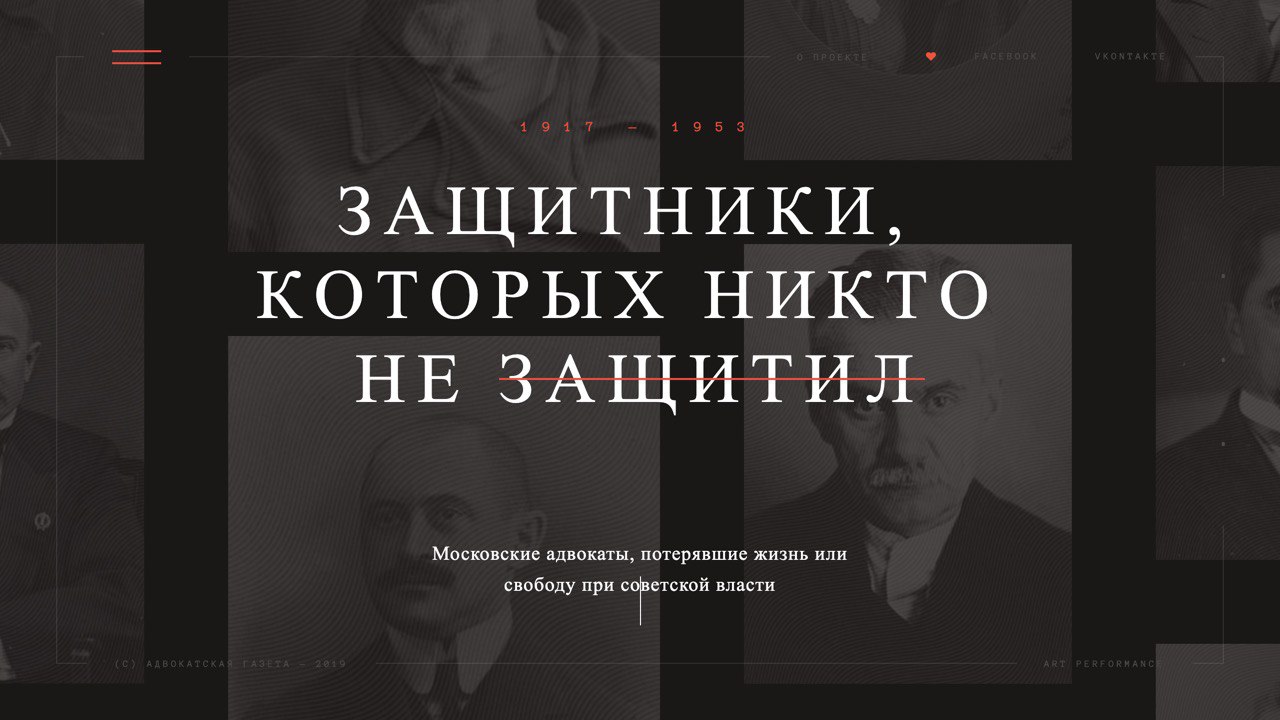 О ПРОЕКТЕ FACEBOOK VKONTAKTE
1917 — 1953
ЗАЩИТНИКИ,
КОТОРЫХ НИКТО
НЕ ЗАЩИТИЛ
Московские адвокаты, потерявшие жизнь или
свободу при советской власти
(C) АДВОКАТСКАЯ ГАЗЕТА — 2019 ART PERFORMANC